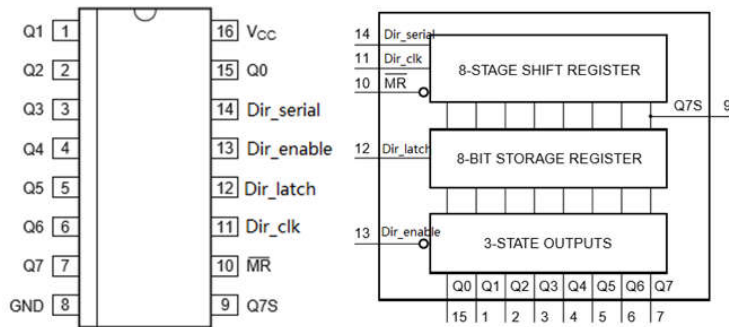 Q1 1 16 VCC
Q2 2 15 Q0
Q3 3 14 Dir_serial
Q4 4 13 Dir_enable
Q5 5 12 Dir_latch
Q6 6 11 Dir_clk
Q7 7 10 MR
GND 8 9 Q7S
14 Dir_serial
11 Dir_clk
10 MR
8-STAGE SHIFT REGISTER
Q7S 9
12 Dir_latch
8-BIT STORAGE REGISTER
13 Dir_enable
3-STATE OUTPUTS
Q0 Q1 Q2 Q3 Q4 Q5 Q6 Q7
15 1 2 3 4 5 6 7